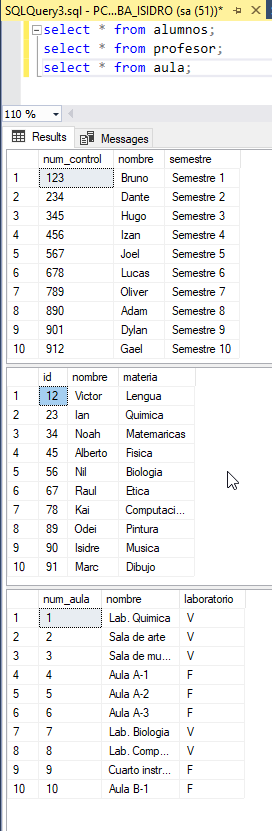 SQLQuery3.sql - PC...BA_ISIDRO (sa (51))*
select * from alumnos;
select * from profesor;
select * from aula;
110 %
Results Messages
num_control nombre semestre
1 123 Bruno Semestre 1
2 234 Dante Semestre 2
3 345 Hugo Semestre 3
4 456 Izan Semestre 4
5 567 Joel Semestre 5
6 678 Lucas Semestre 6
7 789 Oliver Semestre 7
8 890 Adam Semestre 8
9 901 Dylan Semestre 9
10 912 Gael Semestre 10
id nombre materia
1 12 Victor Lengua
2 23 Ian Quimica
3 34 Noah Matemaricas
4 45 Alberto Fisica
5 56 Nil Biologia
6 67 Raul Etica
7 78 Kai Computaci...
8 89 Odei Pintura
9 90 Isidre Musica
10 91 Marc Dibujo
num_aula nombre laboratorio
1 1 Lab. Quimica V
2 2 Sala de arte V
3 3 Sala de mu... V
4 4 Aula A-1 F
5 5 Aula A-2 F
6 6 Aula A-3 F
7 7 Lab. Biologia V
8 8 Lab. Comp... V
9 9 Cuarto instr... F
10 10 Aula B-1 F